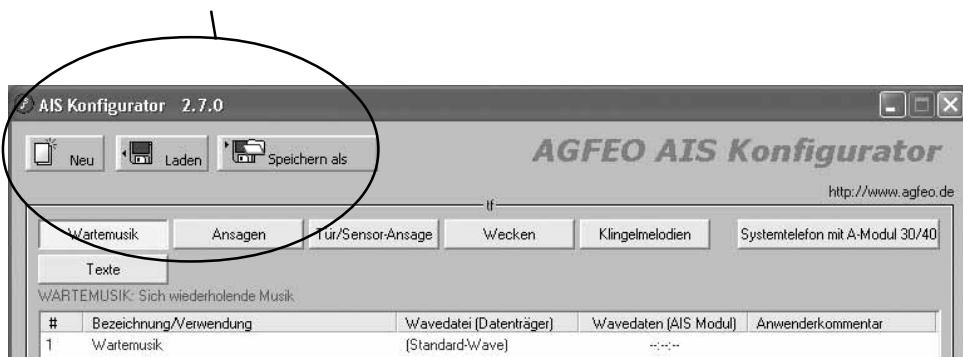 AIS Konfigurator 2.7.0
Neu Laden Speichern als
AGFEO AIS Konfigurator
http://www.agfeo.de
tf
Wartemusik Ansagen Tür/Sensor-Ansage Wecken Klingelmelodien Systemtelefon mit A-Modul 30/40
Texte
WARTEMUSIK: Sich wiederholende Musik
# Bezeichnung/Verwendung Wavedatei (Datenträger) Wavedaten (AIS Modul) Anwenderkommentar
1 Wartemusik (Standard-Wave) --:--:--